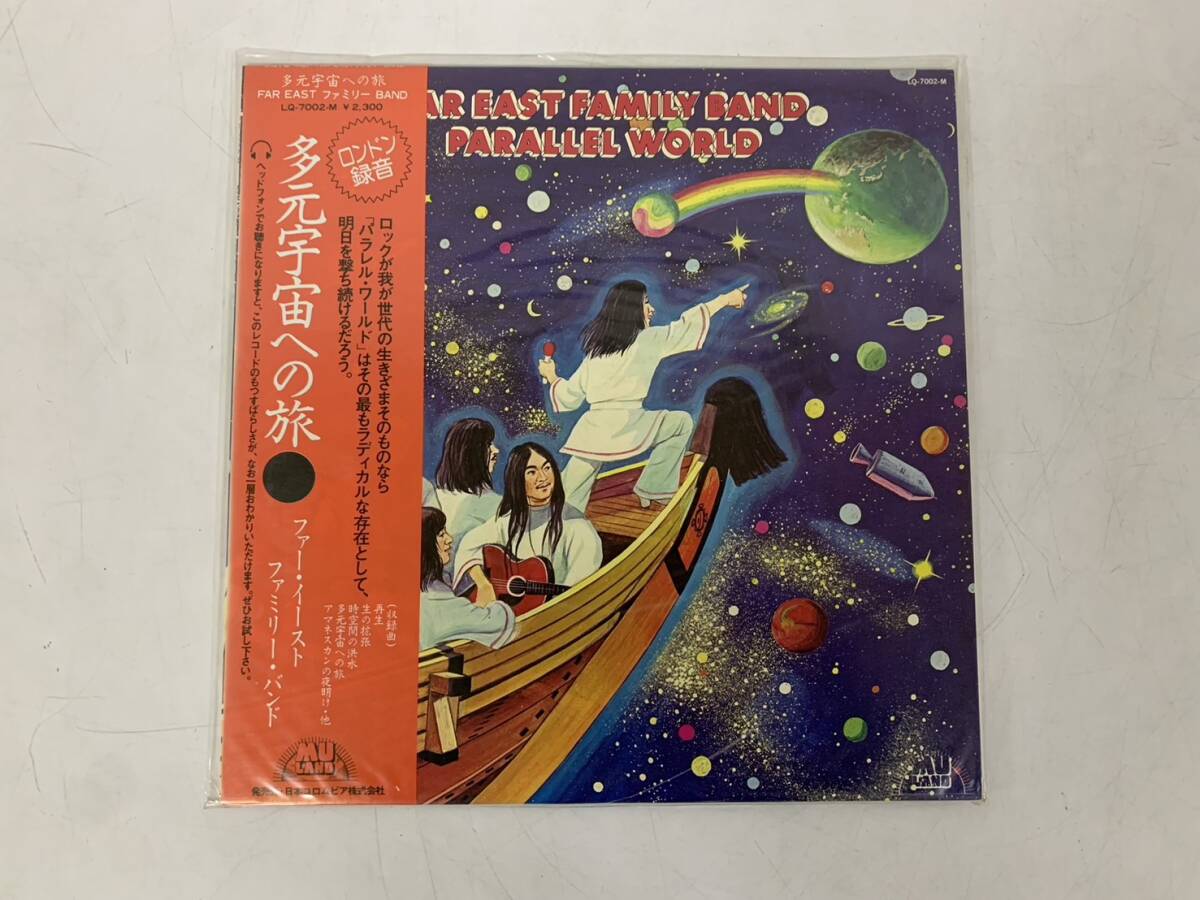 多元宇宙への旅
FAR EAST ファミリー BAND
LQ-7002-M ¥2,300
ロンドン
録音
多元宇宙への旅
ファー・イースト
ファミリー・バンド
ヘッドフォンでお聴きになりますと、このレコードのもつすばらしさが、なお一層おわかりいただけます。ぜひお試し下さい。
ロックが我が世代の生きざまそのものなら
「パラレル・ワールド」はその最もラディカルな存在として、
明日を撃ち続けるだろう。
(収録曲)
再生
生の拡張
時空間の洪水
多元宇宙への旅
アマネスカンの夜明け・他
MU
LAND
発売元・日本コロムビア株式会社
LQ-7002-M
AR EAST FAMILY BAND
PARALLEL WORLD
MU
LAND